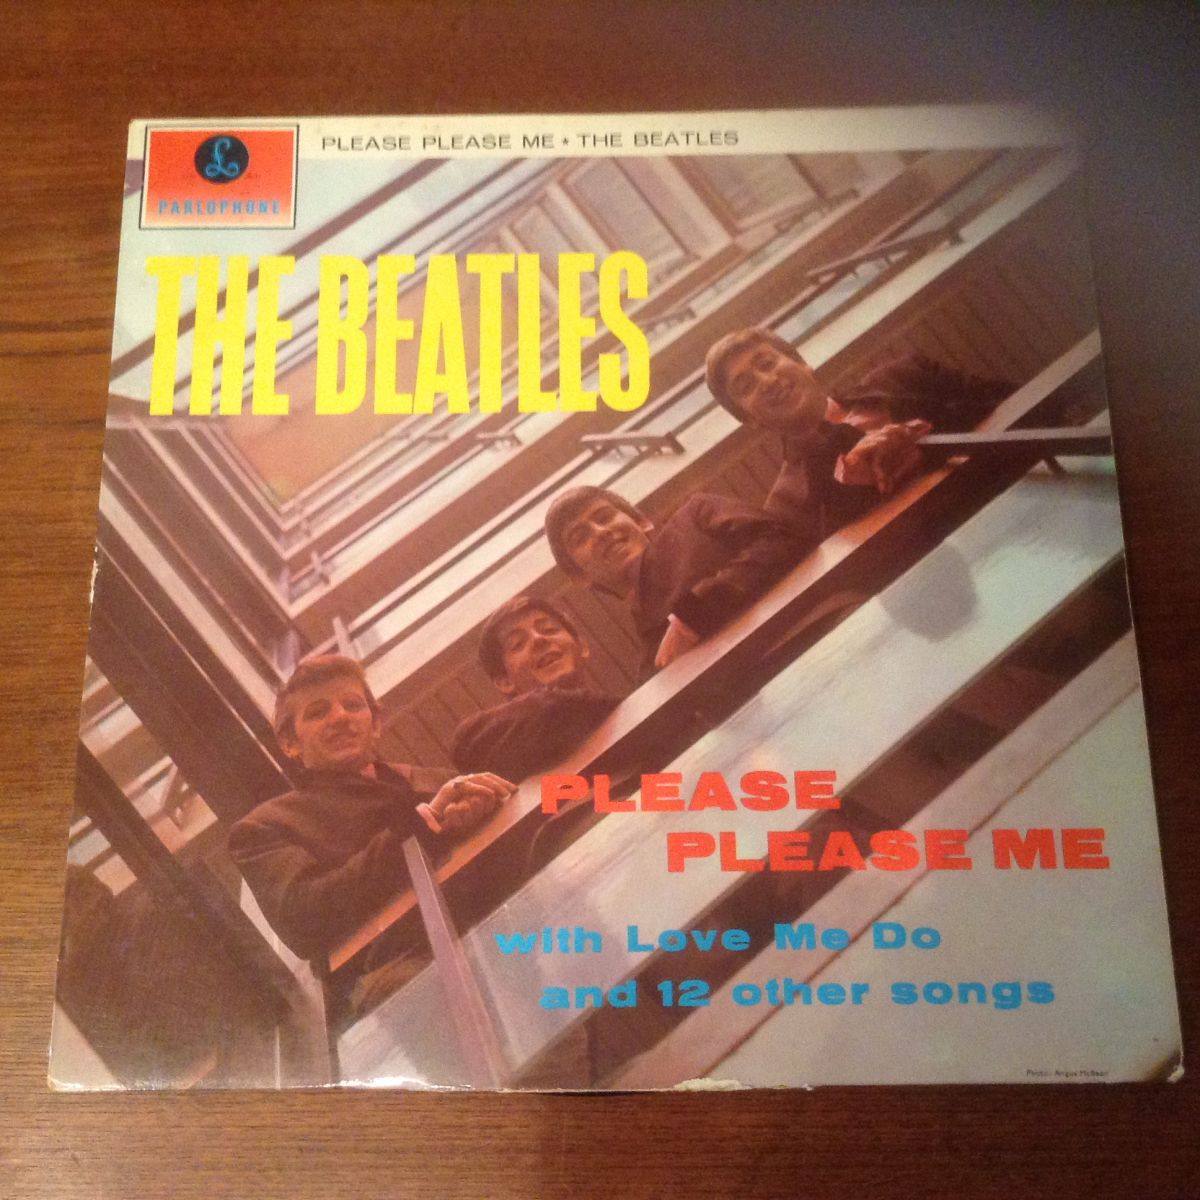 PLEASE PLEASE ME ★ THE BEATLES
£
PARLOPHONE
THE BEATLES
PLEASE
PLEASE ME
with Love Me Do
and 12 other songs
Photo: Angus McBean